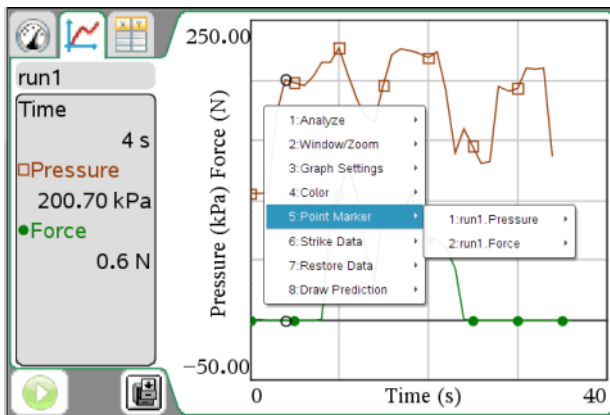 X Y
run1
Time
4 s
Pressure
200.70 kPa
Force
0.6 N
250.00
Pressure (kPa) Force (N)
−50.00
0
Time (s)
40
1:Analyze
2:Window/Zoom
3:Graph Settings
4:Color
5:Point Marker
6:Strike Data
7:Restore Data
8:Draw Prediction
1:run1.Pressure
2:run1.Force